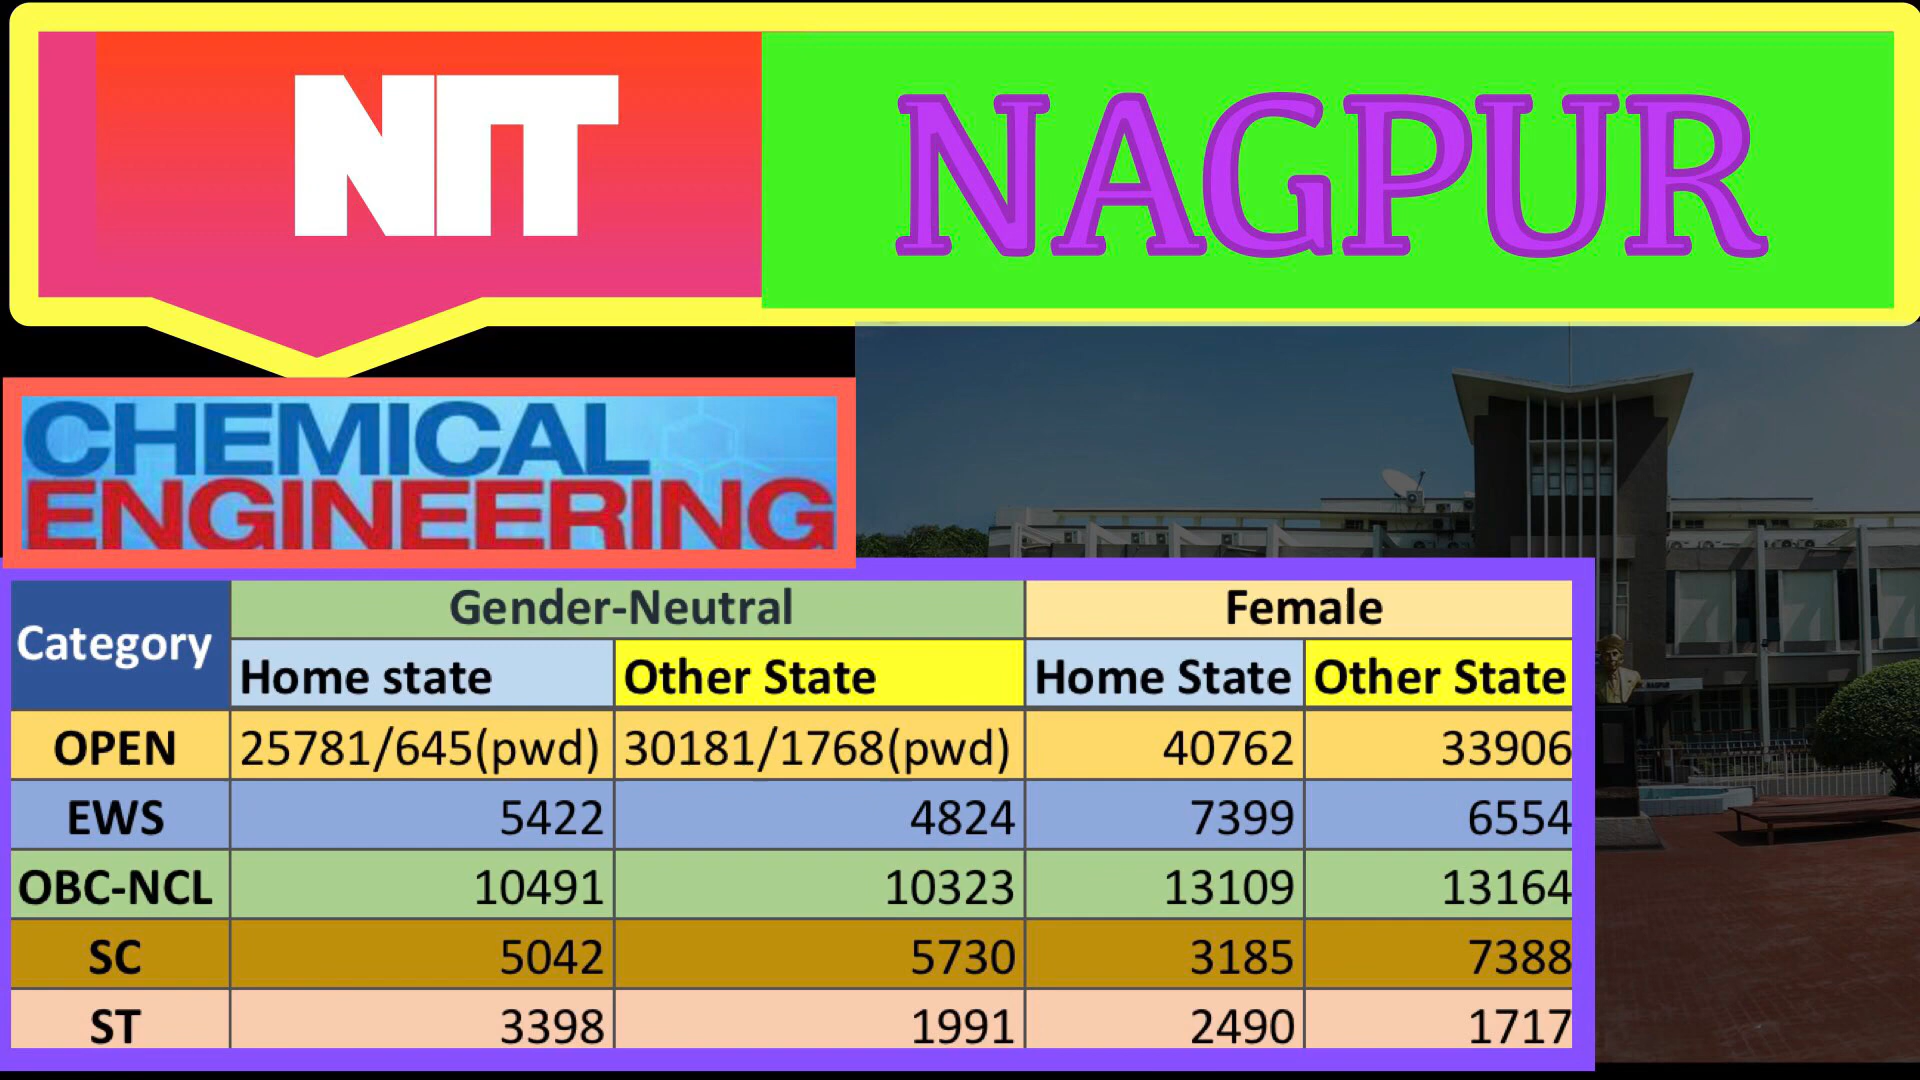 NIT NAGPUR
CHEMICAL
ENGINEERING
Category Gender-Neutral Female
Home state Other State Home State Other State
OPEN 25781/645(pwd) 30181/1768(pwd) 40762 33906
EWS 5422 4824 7399 6554
OBC-NCL 10491 10323 13109 13164
SC 5042 5730 3185 7388
ST 3398 1991 2490 1717